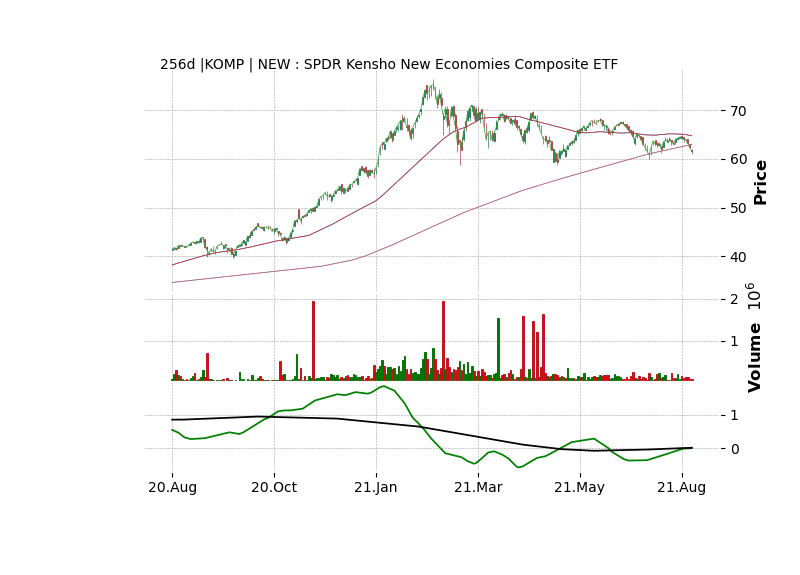 256d |KOMP | NEW : SPDR Kensho New Economies Composite ETF
70
60
50
40
Price
2
1
Volume 10^6
1
0
20.Aug 20.Oct 21.Jan 21.Mar 21.May 21.Aug